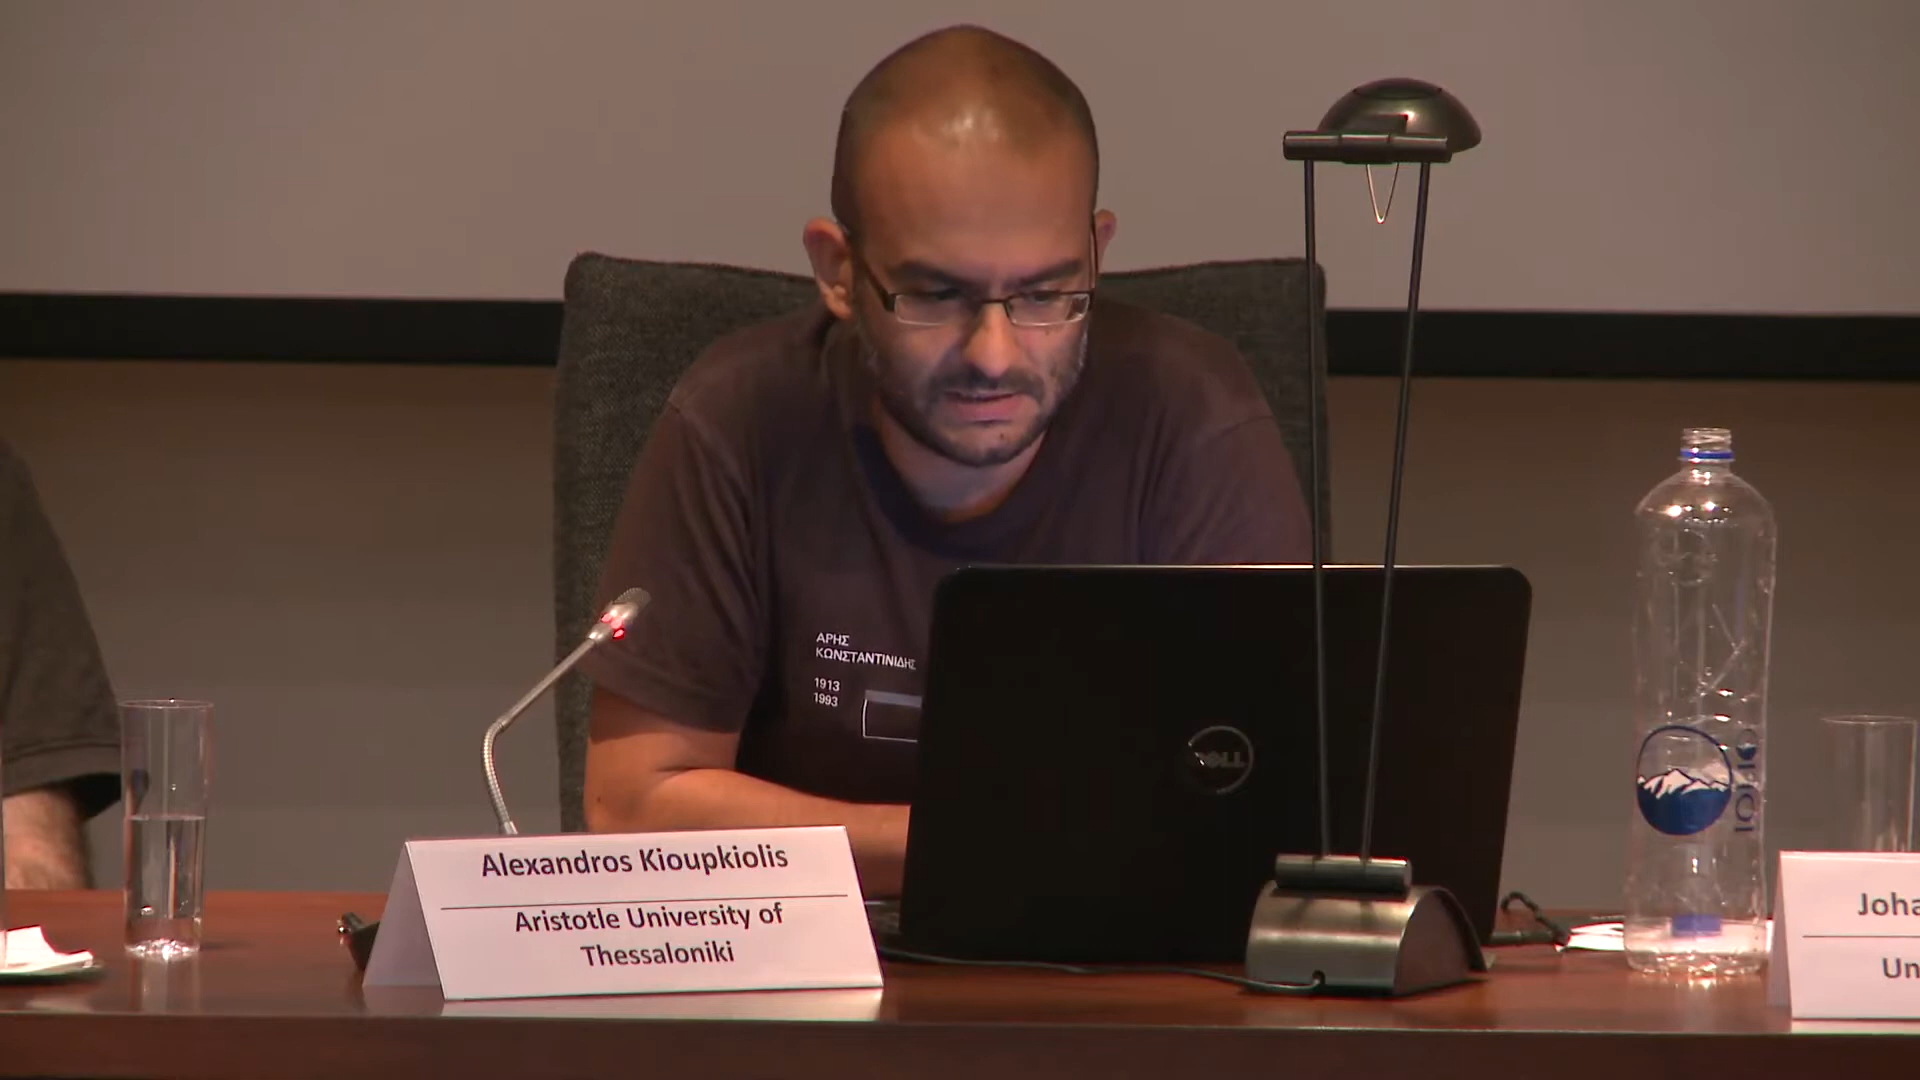 ΑΡΗΣ
ΚΩΝΣΤΑΝΤΙΝΙΔΗΣ
1913
1993
DELL
Alexandros Kioupkiolis
Aristotle University of
Thessaloniki
Joha
Un